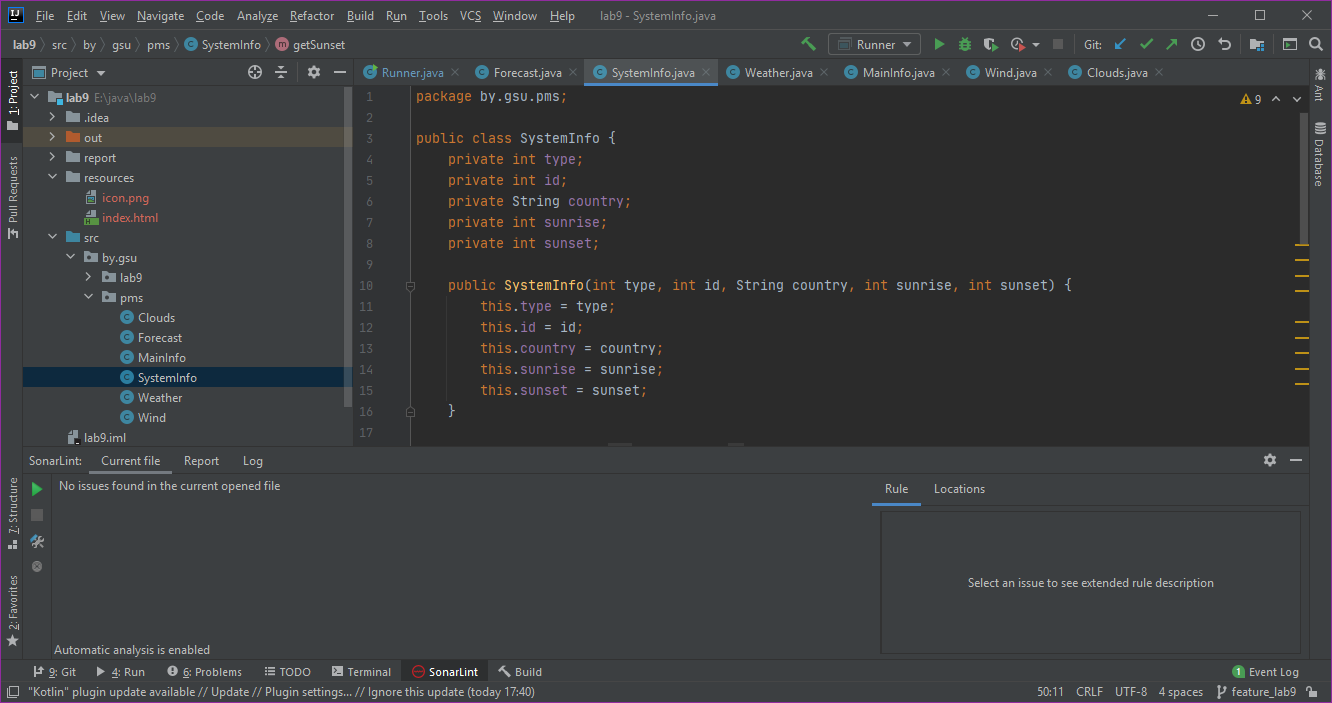 File Edit View Navigate Code Analyze Refactor Build Run Tools VCS Window Help lab9 - SystemInfo.java
lab9 src by gsu pms SystemInfo getSunset Runner Git:
Project
Runner.java Forecast.java SystemInfo.java Weather.java MainInfo.java Wind.java Clouds.java
1: Project
Pull Requests
7: Structure
2: Favorites
lab9 E:\java\lab9
.idea
out
report
resources
icon.png
index.html
src
by.gsu
lab9
pms
Clouds
Forecast
MainInfo
SystemInfo
Weather
Wind
lab9.iml
1 package by.gsu.pms;
2
3 public class SystemInfo {
4 private int type;
5 private int id;
6 private String country;
7 private int sunrise;
8 private int sunset;
9
10 public SystemInfo(int type, int id, String country, int sunrise, int sunset) {
11 this.type = type;
12 this.id = id;
13 this.country = country;
14 this.sunrise = sunrise;
15 this.sunset = sunset;
16 }
17
9
Ant
Database
SonarLint: Current file Report Log
No issues found in the current opened file
Rule Locations
Select an issue to see extended rule description
Automatic analysis is enabled
9: Git 4: Run 6: Problems TODO Terminal SonarLint Build 1 Event Log
"Kotlin" plugin update available // Update // Plugin settings... // Ignore this update (today 17:40) 50:11 CRLF UTF-8 4 spaces feature_lab9